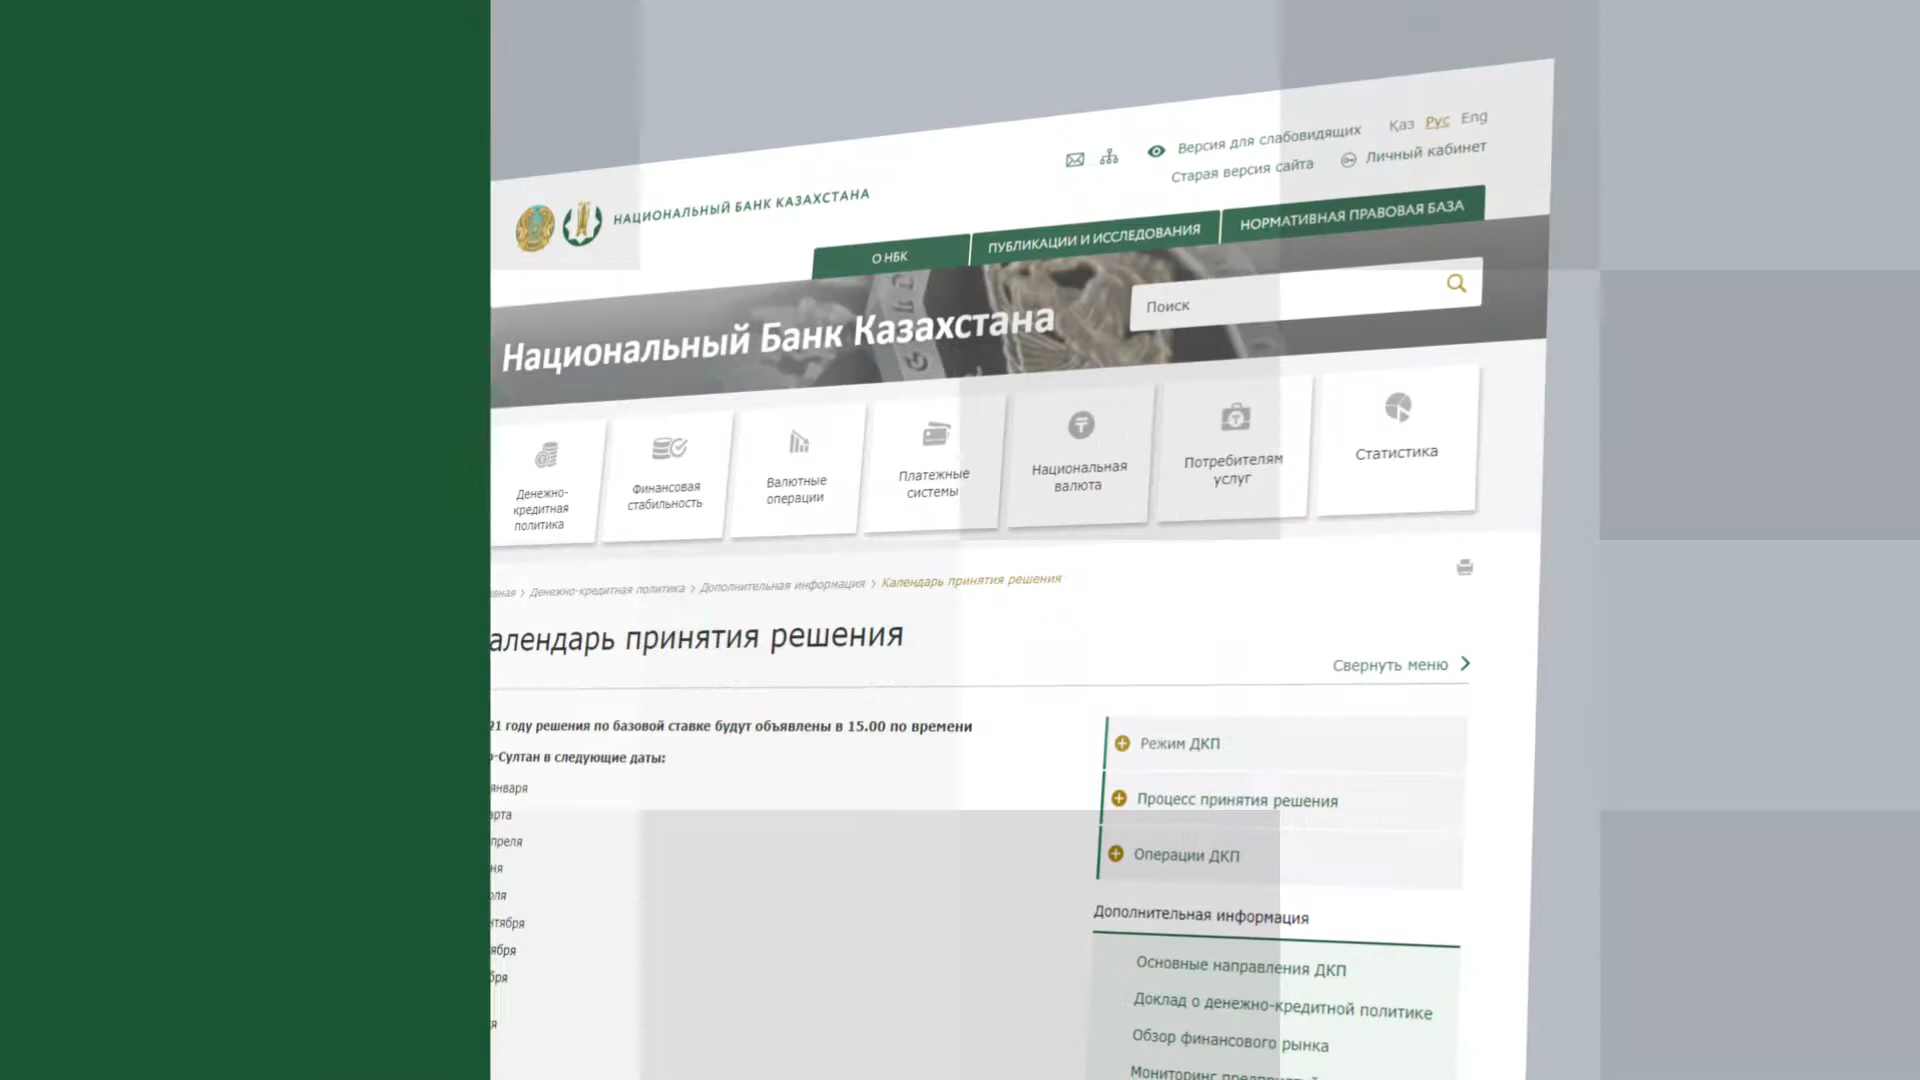 Версия для слабовидящих Қаз Рус Eng
Старая версия сайта Личный кабинет
НАЦИОНАЛЬНЫЙ БАНК КАЗАХСТАНА
О НБК ПУБЛИКАЦИИ И ИССЛЕДОВАНИЯ НОРМАТИВНАЯ ПРАВОВАЯ БАЗА
Национальный Банк Казахстана
Поиск
Денежно-
кредитная
политика
Финансовая
стабильность
Валютные
операции
Платежные
системы
Национальная
валюта
Потребителям
услуг
Статистика
вная > Денежно-кредитная политика > Дополнительная информация > Календарь принятия решения
алендарь принятия решения
Свернуть меню
21 году решения по базовой ставке будут объявлены в 15.00 по времени
-Султан в следующие даты:
января
арта
преля
ня
оля
нтября
ября
бря
я
Режим ДКП
Процесс принятия решения
Операции ДКП
Дополнительная информация
Основные направления ДКП
Доклад о денежно-кредитной политике
Обзор финансового рынка
Мониторинг